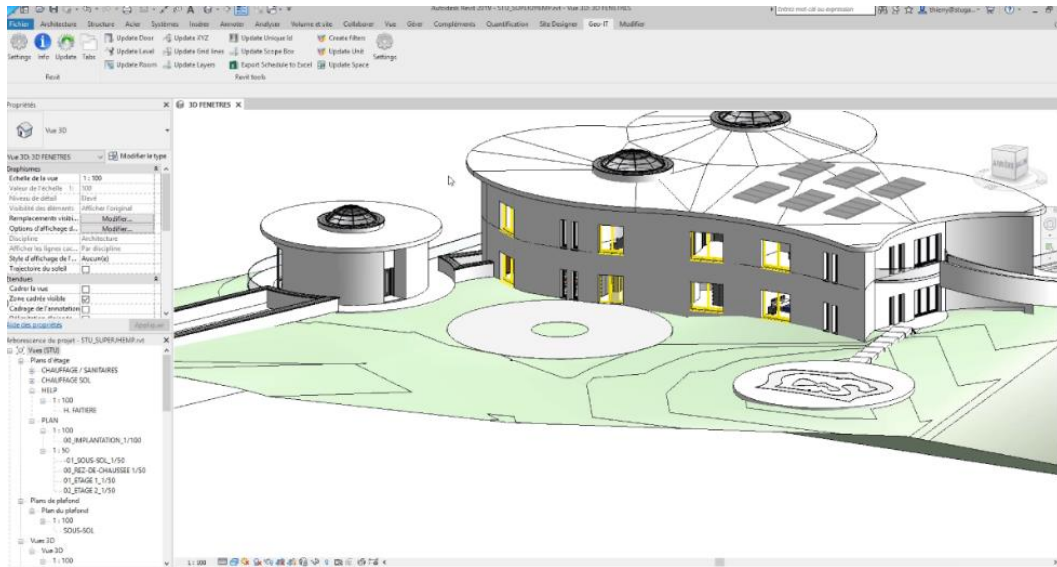 Autodesk Revit 2019 - STU_SUPERJHEMP.rvt - Vue 3D: 3D FENETRES
Fichier Architecture Structure Acier Systèmes Insérer Annoter Analyser Volume et site Collaborer Vue Gérer Compléments Quantification Site Designer Geo-IT Modifier
Update Door Update XYZ Update Unique Id Create Filters
Settings Info Update Tabs Update Level Update Grid lines Update Scope Box Update Unit Settings
Update Room Update Layers Export Schedule to Excel Update Space
Revit Revit tools
Propriétés 3D FENETRES
Vue 3D
Vue 3D: 3D FENETRES Modifier le type
Graphismes
Echelle de la vue 1 : 100
Valeur de l'échelle 1: 100
Niveau de détail Elevé
Visibilité des éléments Afficher l'original
Remplacements visibi... Modifier...
Options d'affichage d... Modifier...
Discipline Architecture
Afficher les lignes cac... Par discipline
Style d'affichage de l'... Aucun(e)
Trajectoire du soleil
Etendues
Cadrer la vue
Zone cadrée visible
Cadrage de l'annotation
Aide des propriétés Appliquer
Arborescence du projet - STU_SUPERJHEMP.rvt
Vues (STU)
Plans d'étage
CHAUFFAGE / SANITAIRES
CHAUFFAGE SOL
HELP
1 : 100
H. FAITIERE
PLAN
1 : 100
00_IMPLANTATION_1/100
1 : 50
-01_SOUS-SOL_1/50
00_REZ-DE-CHAUSSEE 1/50
01_ETAGE 1_1/50
02_ETAGE 2_1/50
Plans de plafond
Plan du plafond
1 : 100
SOUS-SOL
Vues 3D
Vue 3D
1 : 100
1 : 100